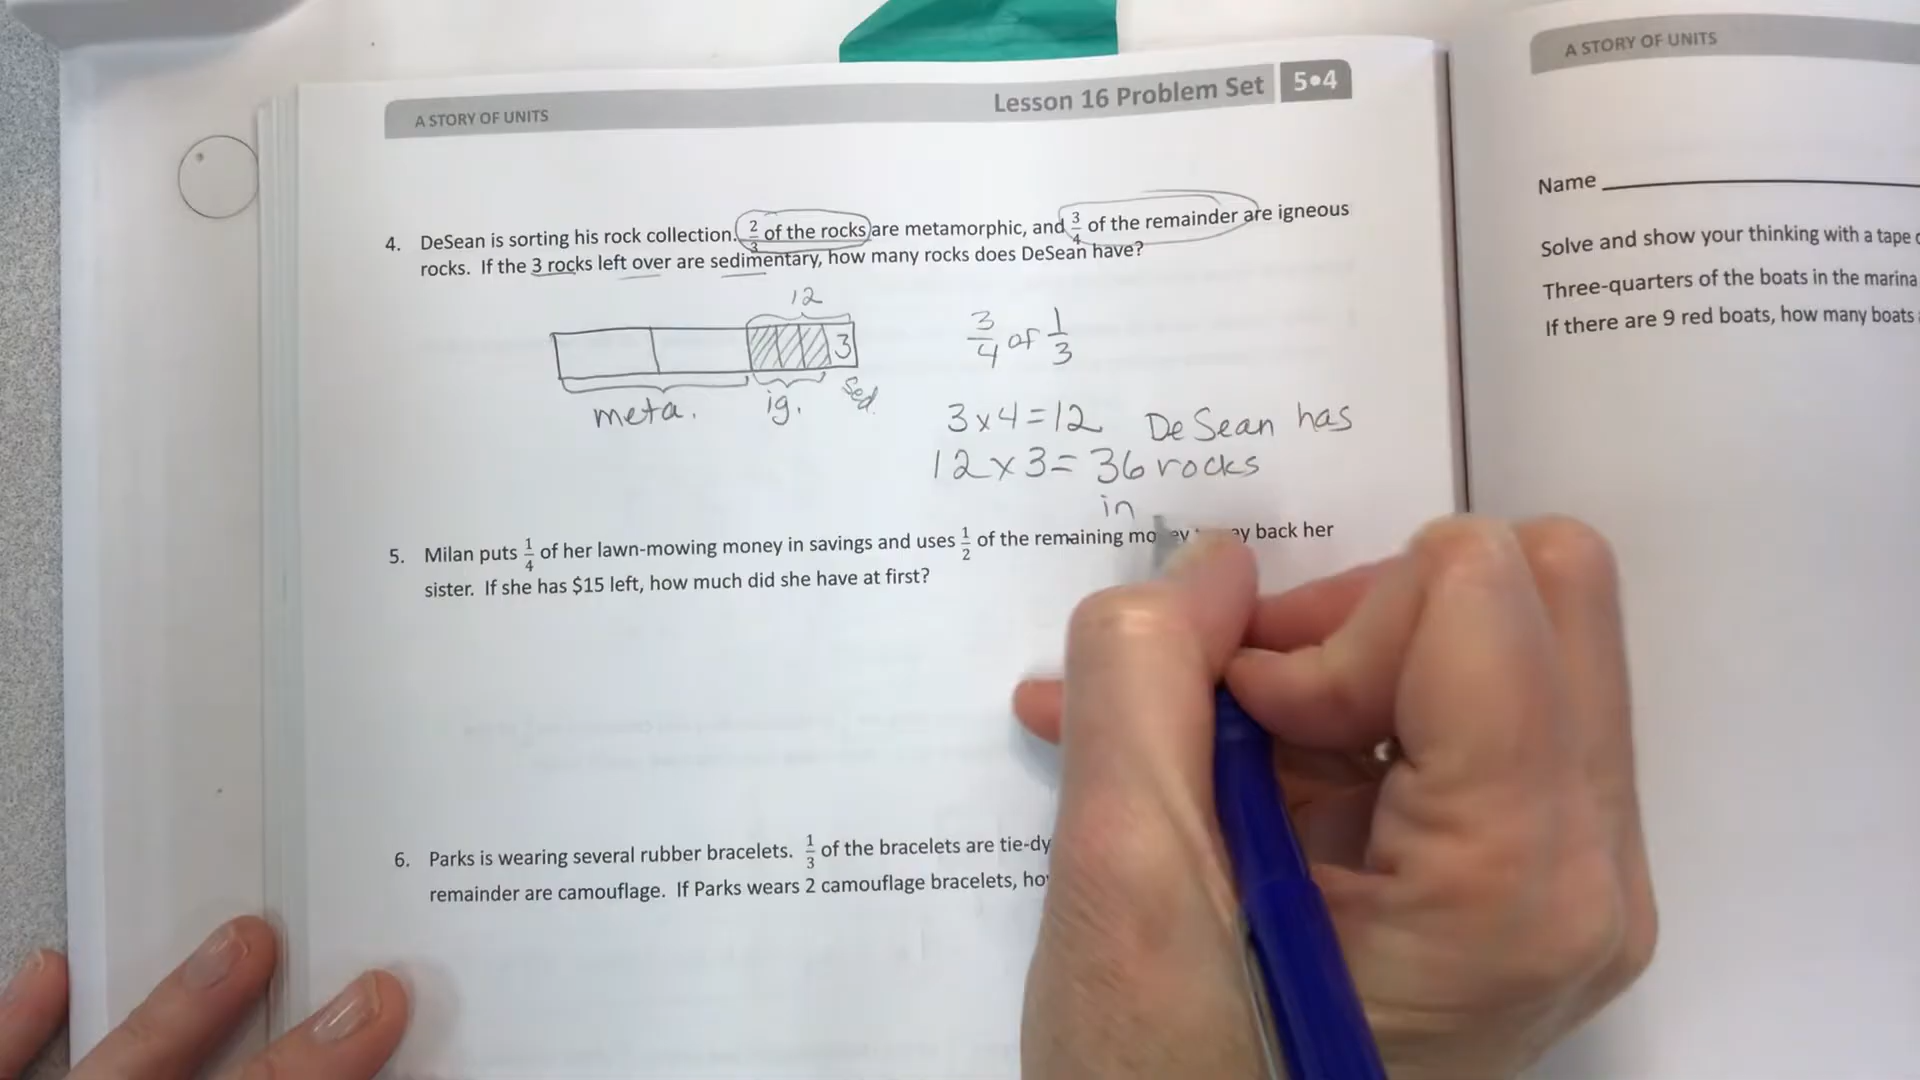 A STORY OF UNITS
Lesson 16 Problem Set 5•4
4. DeSean is sorting his rock collection. 2/3 of the rocks are metamorphic, and 3/4 of the remainder are igneous
rocks. If the 3 rocks left over are sedimentary, how many rocks does DeSean have?
12
3
meta. ig. sed.
3/4 of 1/3
3 x 4 = 12 DeSean has
12 x 3 = 36 rocks
in
5. Milan puts 1/4 of her lawn-mowing money in savings and uses 1/2 of the remaining back her
sister. If she has $15 left, how much did she have at first?
6. Parks is wearing several rubber bracelets. 1/3 of the bracelets are tie-dy
remainder are camouflage. If Parks wears 2 camouflage bracelets,
A STORY OF UNITS
Name
Solve and show your thinking with a tape
Three-quarters of the boats in the marina
If there are 9 red boats, how many boats